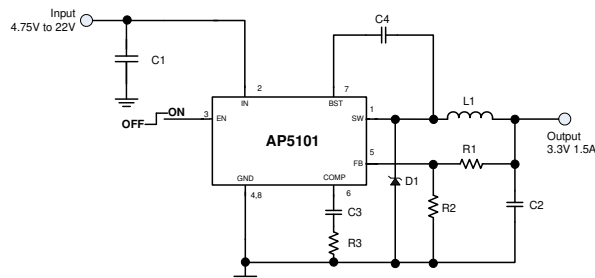 Input
4.75V to 22V
C1
C4
2
7
IN
BST
L1
OFF
ON
3
EN
1
SW
AP5101
Output
3.3V 1.5A
5
FB
R1
GND
COMP
4,8
6
D1
R2
C2
C3
R3